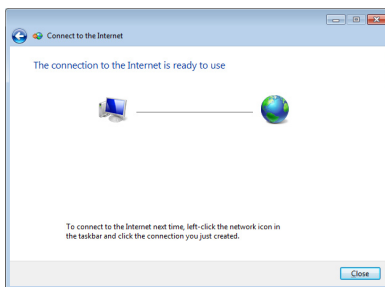 Connect to the Internet
The connection to the Internet is ready to use
To connect to the Internet next time, left-click the network icon in
the taskbar and click the connection you just created.
Close